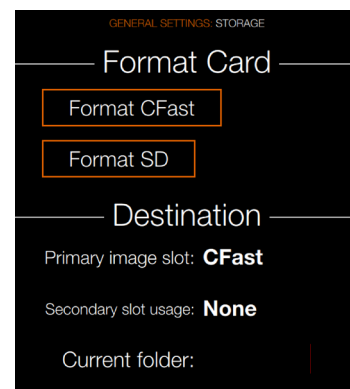 GENERAL SETTINGS: STORAGE
Format Card
Format CFast
Format SD
Destination
Primary image slot: CFast
Secondary slot usage: None
Current folder: